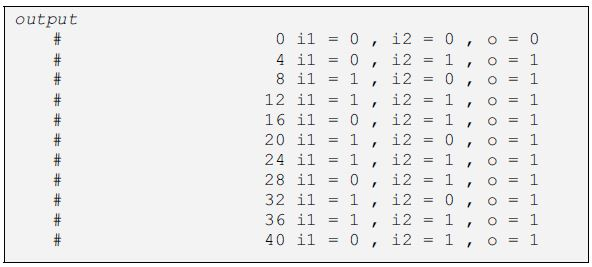 output
# 0 i1 = 0 , i2 = 0 , o = 0
# 4 i1 = 0 , i2 = 1 , o = 1
# 8 i1 = 1 , i2 = 0 , o = 1
# 12 i1 = 1 , i2 = 1 , o = 1
# 16 i1 = 0 , i2 = 1 , o = 1
# 20 i1 = 1 , i2 = 0 , o = 1
# 24 i1 = 1 , i2 = 1 , o = 1
# 28 i1 = 0 , i2 = 1 , o = 1
# 32 i1 = 1 , i2 = 0 , o = 1
# 36 i1 = 1 , i2 = 1 , o = 1
# 40 i1 = 0 , i2 = 1 , o = 1